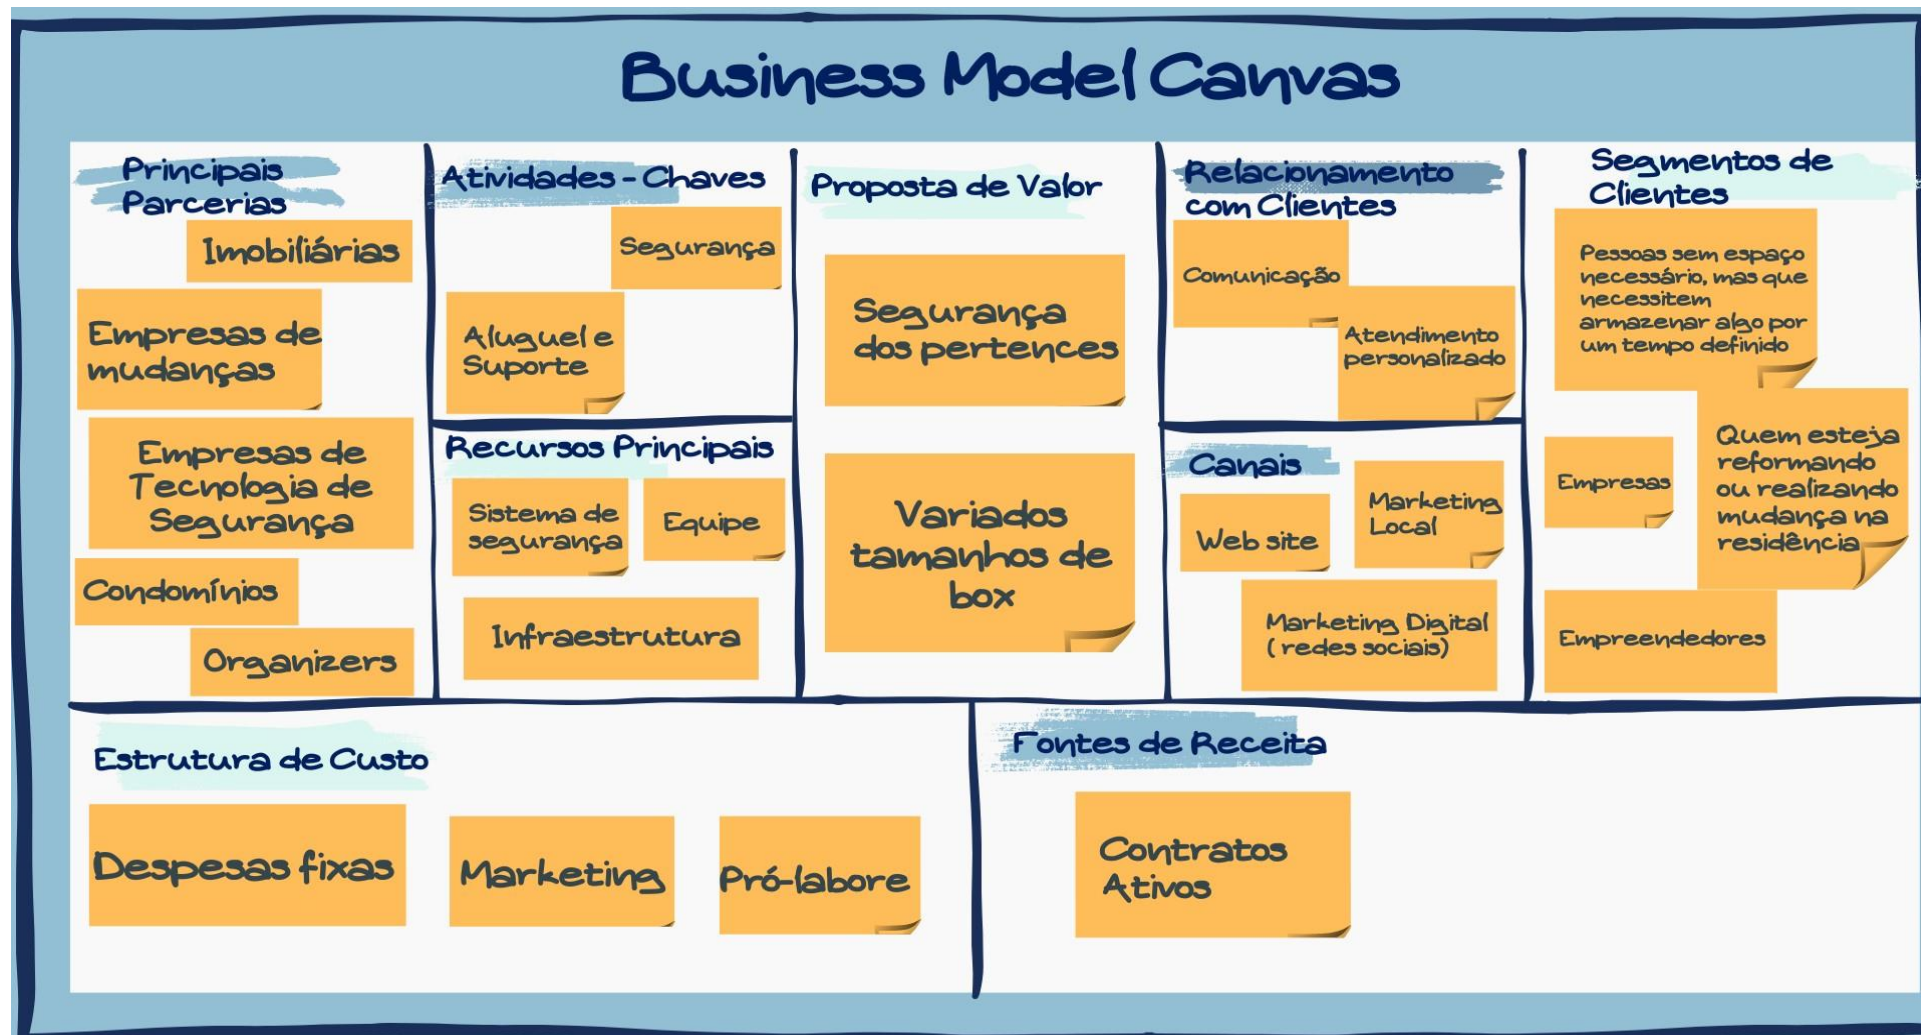 Business Model Canvas
Principais
Parcerias
Imobiliárias
Empresas de
mudanças
Empresas de
Tecnologia de
Segurança
Condomínios
Organizers
Atividades - Chaves
Segurança
Aluguel e
Suporte
Recursos Principais
Sistema de
segurança
Equipe
Infraestrutura
Proposta de Valor
Segurança
dos pertences
Variados
tamanhos de
box
Relacionamento
com Clientes
Comunicação
Atendimento
personalizado
Canais
Marketing
Local
Web site
Marketing Digital
( redes sociais)
Segmentos de
Clientes
Pessoas sem espaço
necessário, mas que
necessitem
armazenar algo por
um tempo definido
Quem esteja
reformando
ou realizando
mudança na
residência
Empresas
Empreendedores
Estrutura de Custo
Despesas fixas
Marketing
Pró-labore
Fontes de Receita
Contratos
Ativos